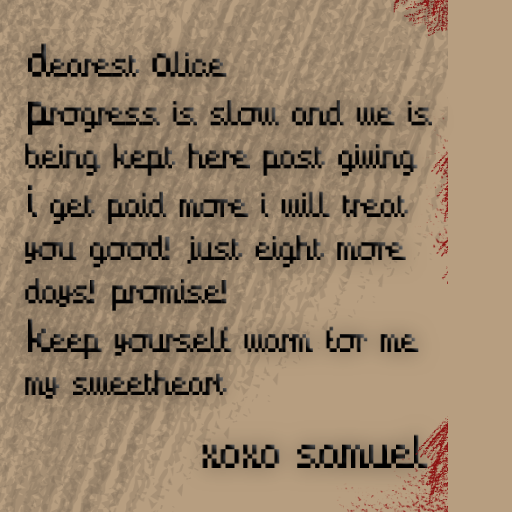 Dearest Alice
Progress is slow and we is
being kept here past giving
i get paid more i will treat
you good! just eight more
days! promise!
Keep yourself warm for me
my sweetheart
xoxo samuel